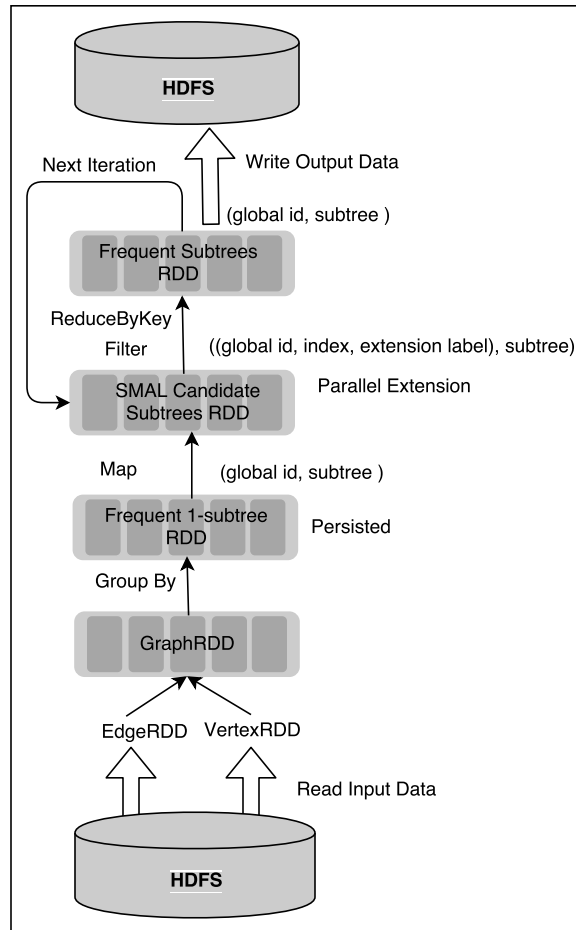 HDFS
Next Iteration
Write Output Data
(global id, subtree )
Frequent Subtrees
RDD
ReduceByKey
Filter
((global id, index, extension label), subtree)
SMAL Candidate
Subtrees RDD
Parallel Extension
Map
(global id, subtree )
Frequent 1-subtree
RDD
Persisted
Group By
GraphRDD
EdgeRDD
VertexRDD
Read Input Data
HDFS